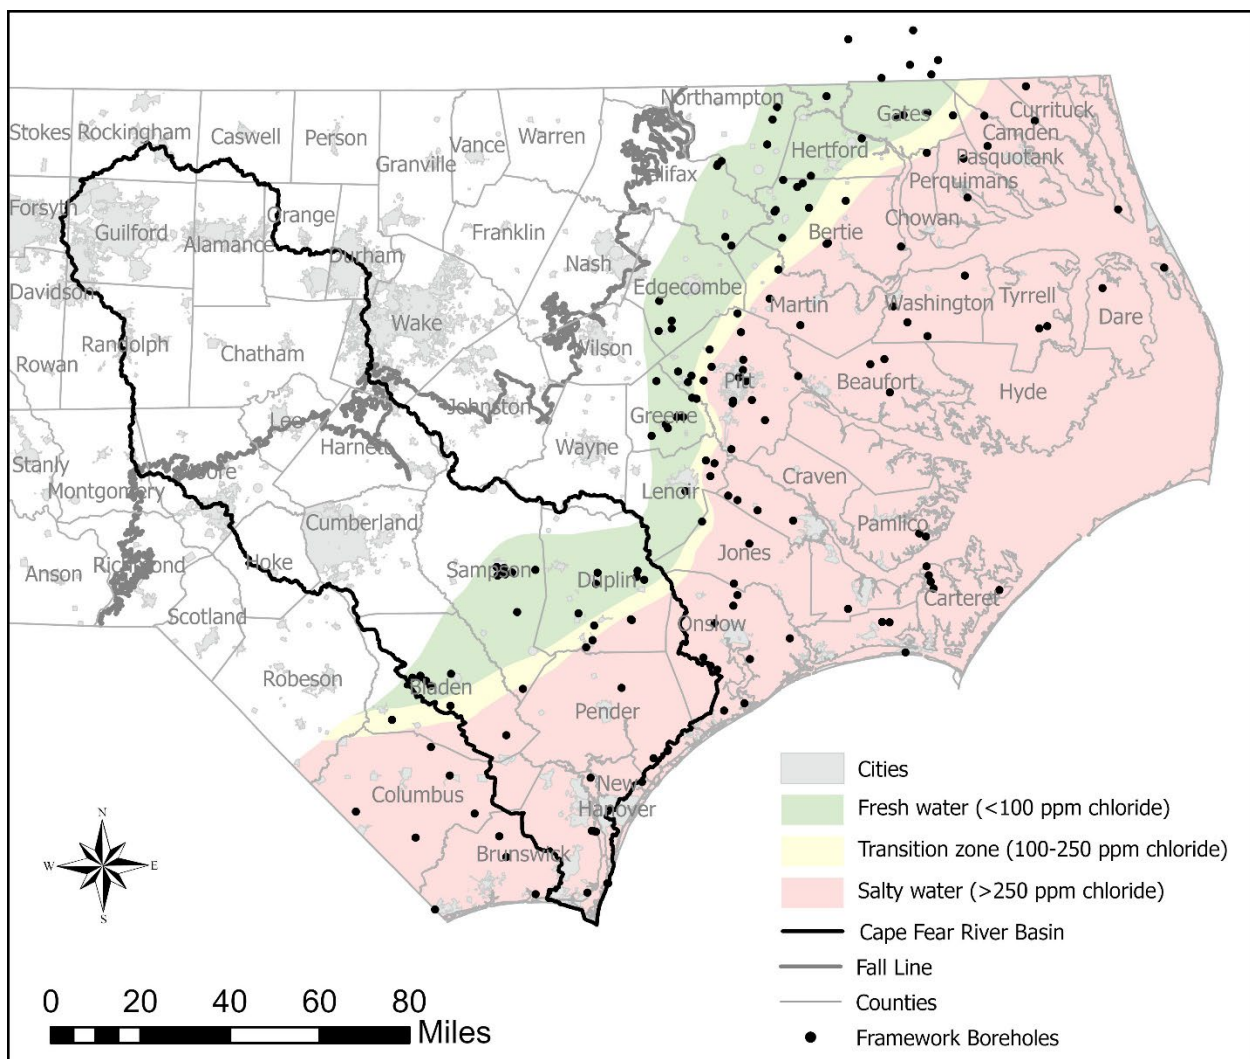 Northampton
Gates
Currituck
Camden
Stokes
Rockingham
Caswell
Person
Vance
Warren
Granville
Hertford
Pasquotank
Halifax
Perquimans
Forsyth
Guilford
Alamance
Orange
Durham
Franklin
Bertie
Chowan
Nash
Edgecombe
Davidson
Wake
Martin
Washington
Tyrrell
Dare
Rowan
Randolph
Chatham
Wilson
Pitt
Beaufort
Hyde
Lee
Johnston
Greene
Harnett
Wayne
Stanly
Moore
Montgomery
Lenoir
Craven
Cumberland
Pamlico
Anson
Richmond
Hoke
Sampson
Duplin
Jones
Scotland
Carteret
Onslow
Robeson
Bladen
Pender
Columbus
New
Hanover
Brunswick
N
W
E
S
Cities
Fresh water (<100 ppm chloride)
Transition zone (100-250 ppm chloride)
Salty water (>250 ppm chloride)
Cape Fear River Basin
Fall Line
Counties
Framework Boreholes
0 20 40 60 80
Miles